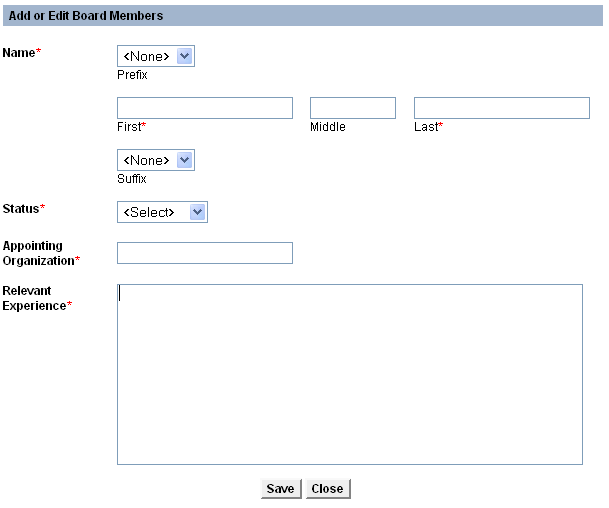 Add or Edit Board Members
Name*
<None>
Prefix
First* Middle Last*
<None>
Suffix
Status*
<Select>
Appointing
Organization*
Relevant
Experience*
Save Close